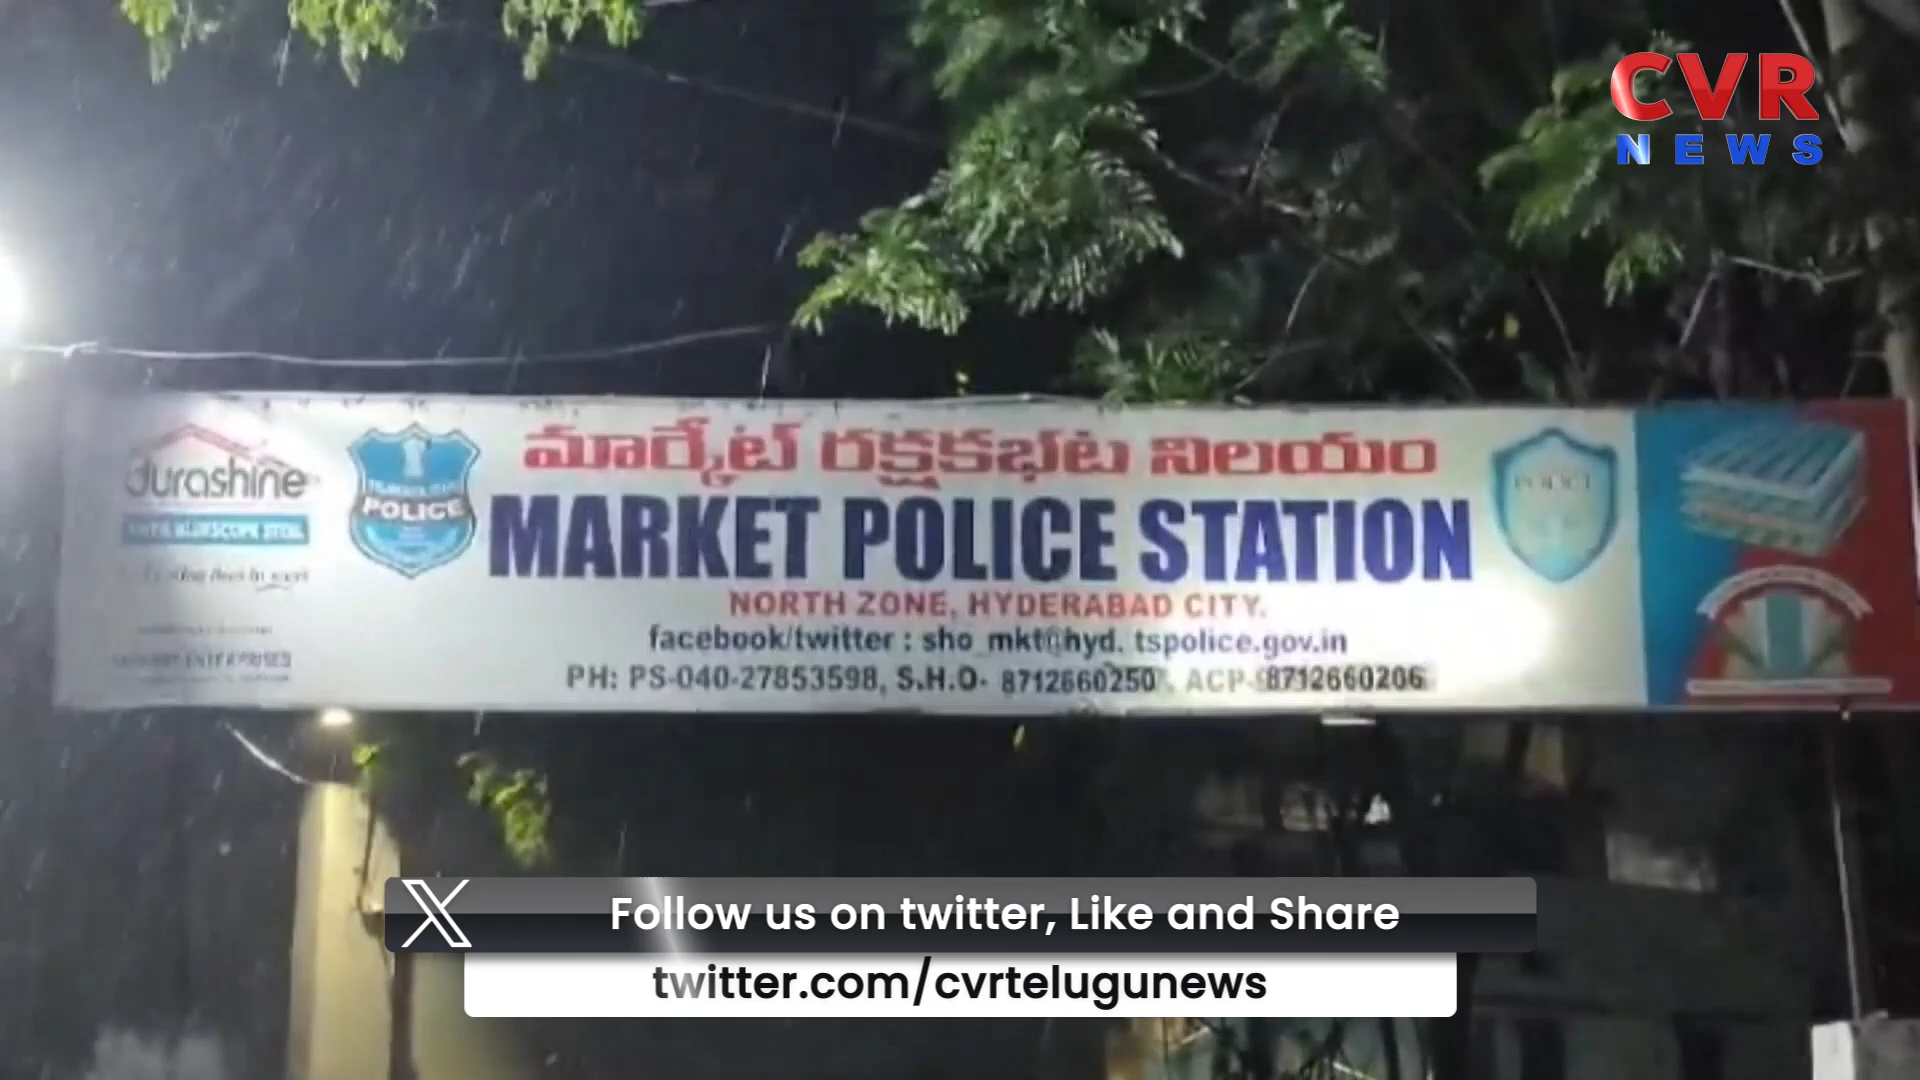 CVR
NEWS
durashine
మార్కెట్ రక్షకభట నిలయం
POLICE
MARKET POLICE STATION
POLICE
NORTH ZONE, HYDERABAD CITY.
facebook/twitter : sho_mkt@hyd. tspolice.gov.in
PH: PS-040-27853598, S.H.O- 8712660250, ACP-8712660206
Follow us on twitter, Like and Share
twitter.com/cvrtelugunews